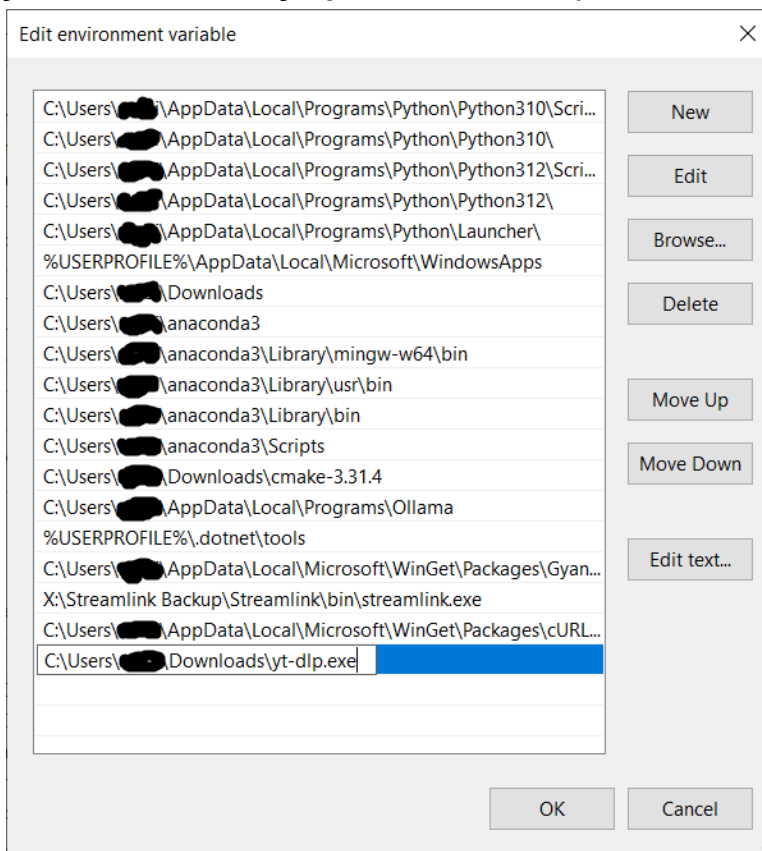 Edit environment variable
C:\Users\ \AppData\Local\Programs\Python\Python310\Scri...
C:\Users\ \AppData\Local\Programs\Python\Python310\
C:\Users\ \AppData\Local\Programs\Python\Python312\Scri...
C:\Users\ \AppData\Local\Programs\Python\Python312\
C:\Users\ \AppData\Local\Programs\Python\Launcher\
%USERPROFILE%\AppData\Local\Microsoft\WindowsApps
C:\Users\ \Downloads
C:\Users\ \anaconda3
C:\Users\ \anaconda3\Library\mingw-w64\bin
C:\Users\ \anaconda3\Library\usr\bin
C:\Users\ \anaconda3\Library\bin
C:\Users\ \anaconda3\Scripts
C:\Users\ \Downloads\cmake-3.31.4
C:\Users\ \AppData\Local\Programs\Ollama
%USERPROFILE%\.dotnet\tools
C:\Users\ \AppData\Local\Microsoft\WinGet\Packages\Gyan...
X:\Streamlink Backup\Streamlink\bin\streamlink.exe
C:\Users\ \AppData\Local\Microsoft\WinGet\Packages\cURL...
C:\Users\ \Downloads\yt-dlp.exe
New
Edit
Browse...
Delete
Move Up
Move Down
Edit text...
OK
Cancel